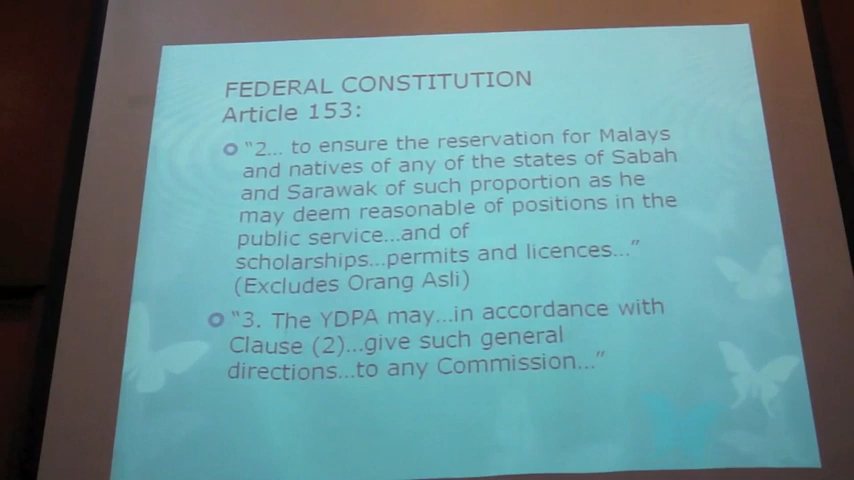 FEDERAL CONSTITUTION
Article 153:
"2... to ensure the reservation for Malays
and natives of any of the states of Sabah
and Sarawak of such proportion as he
may deem reasonable of positions in the
public service...and of
scholarships...permits and licences..."
(Excludes Orang Asli)
"3. The YDPA may...in accordance with
Clause (2)...give such general
directions...to any Commission..."